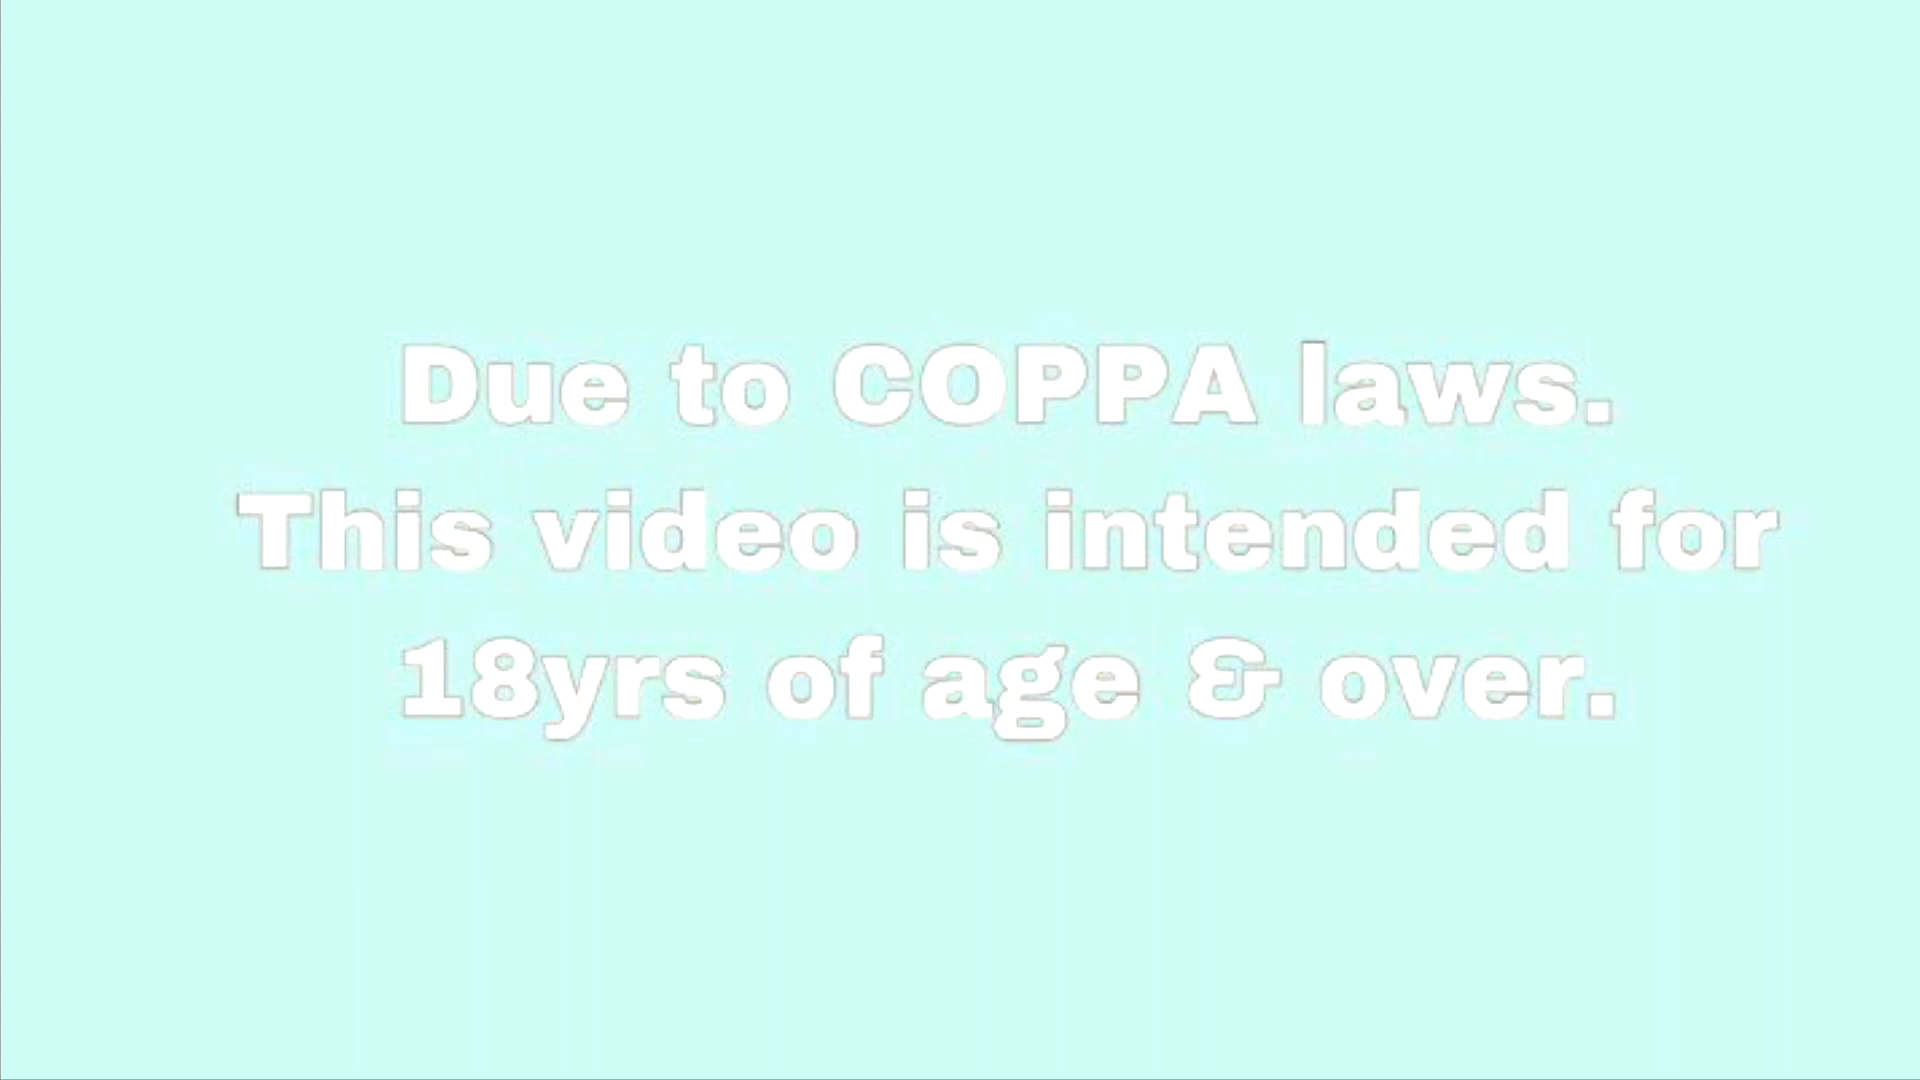 Due to COPPA laws.
This video is intended for
18yrs of age & over.